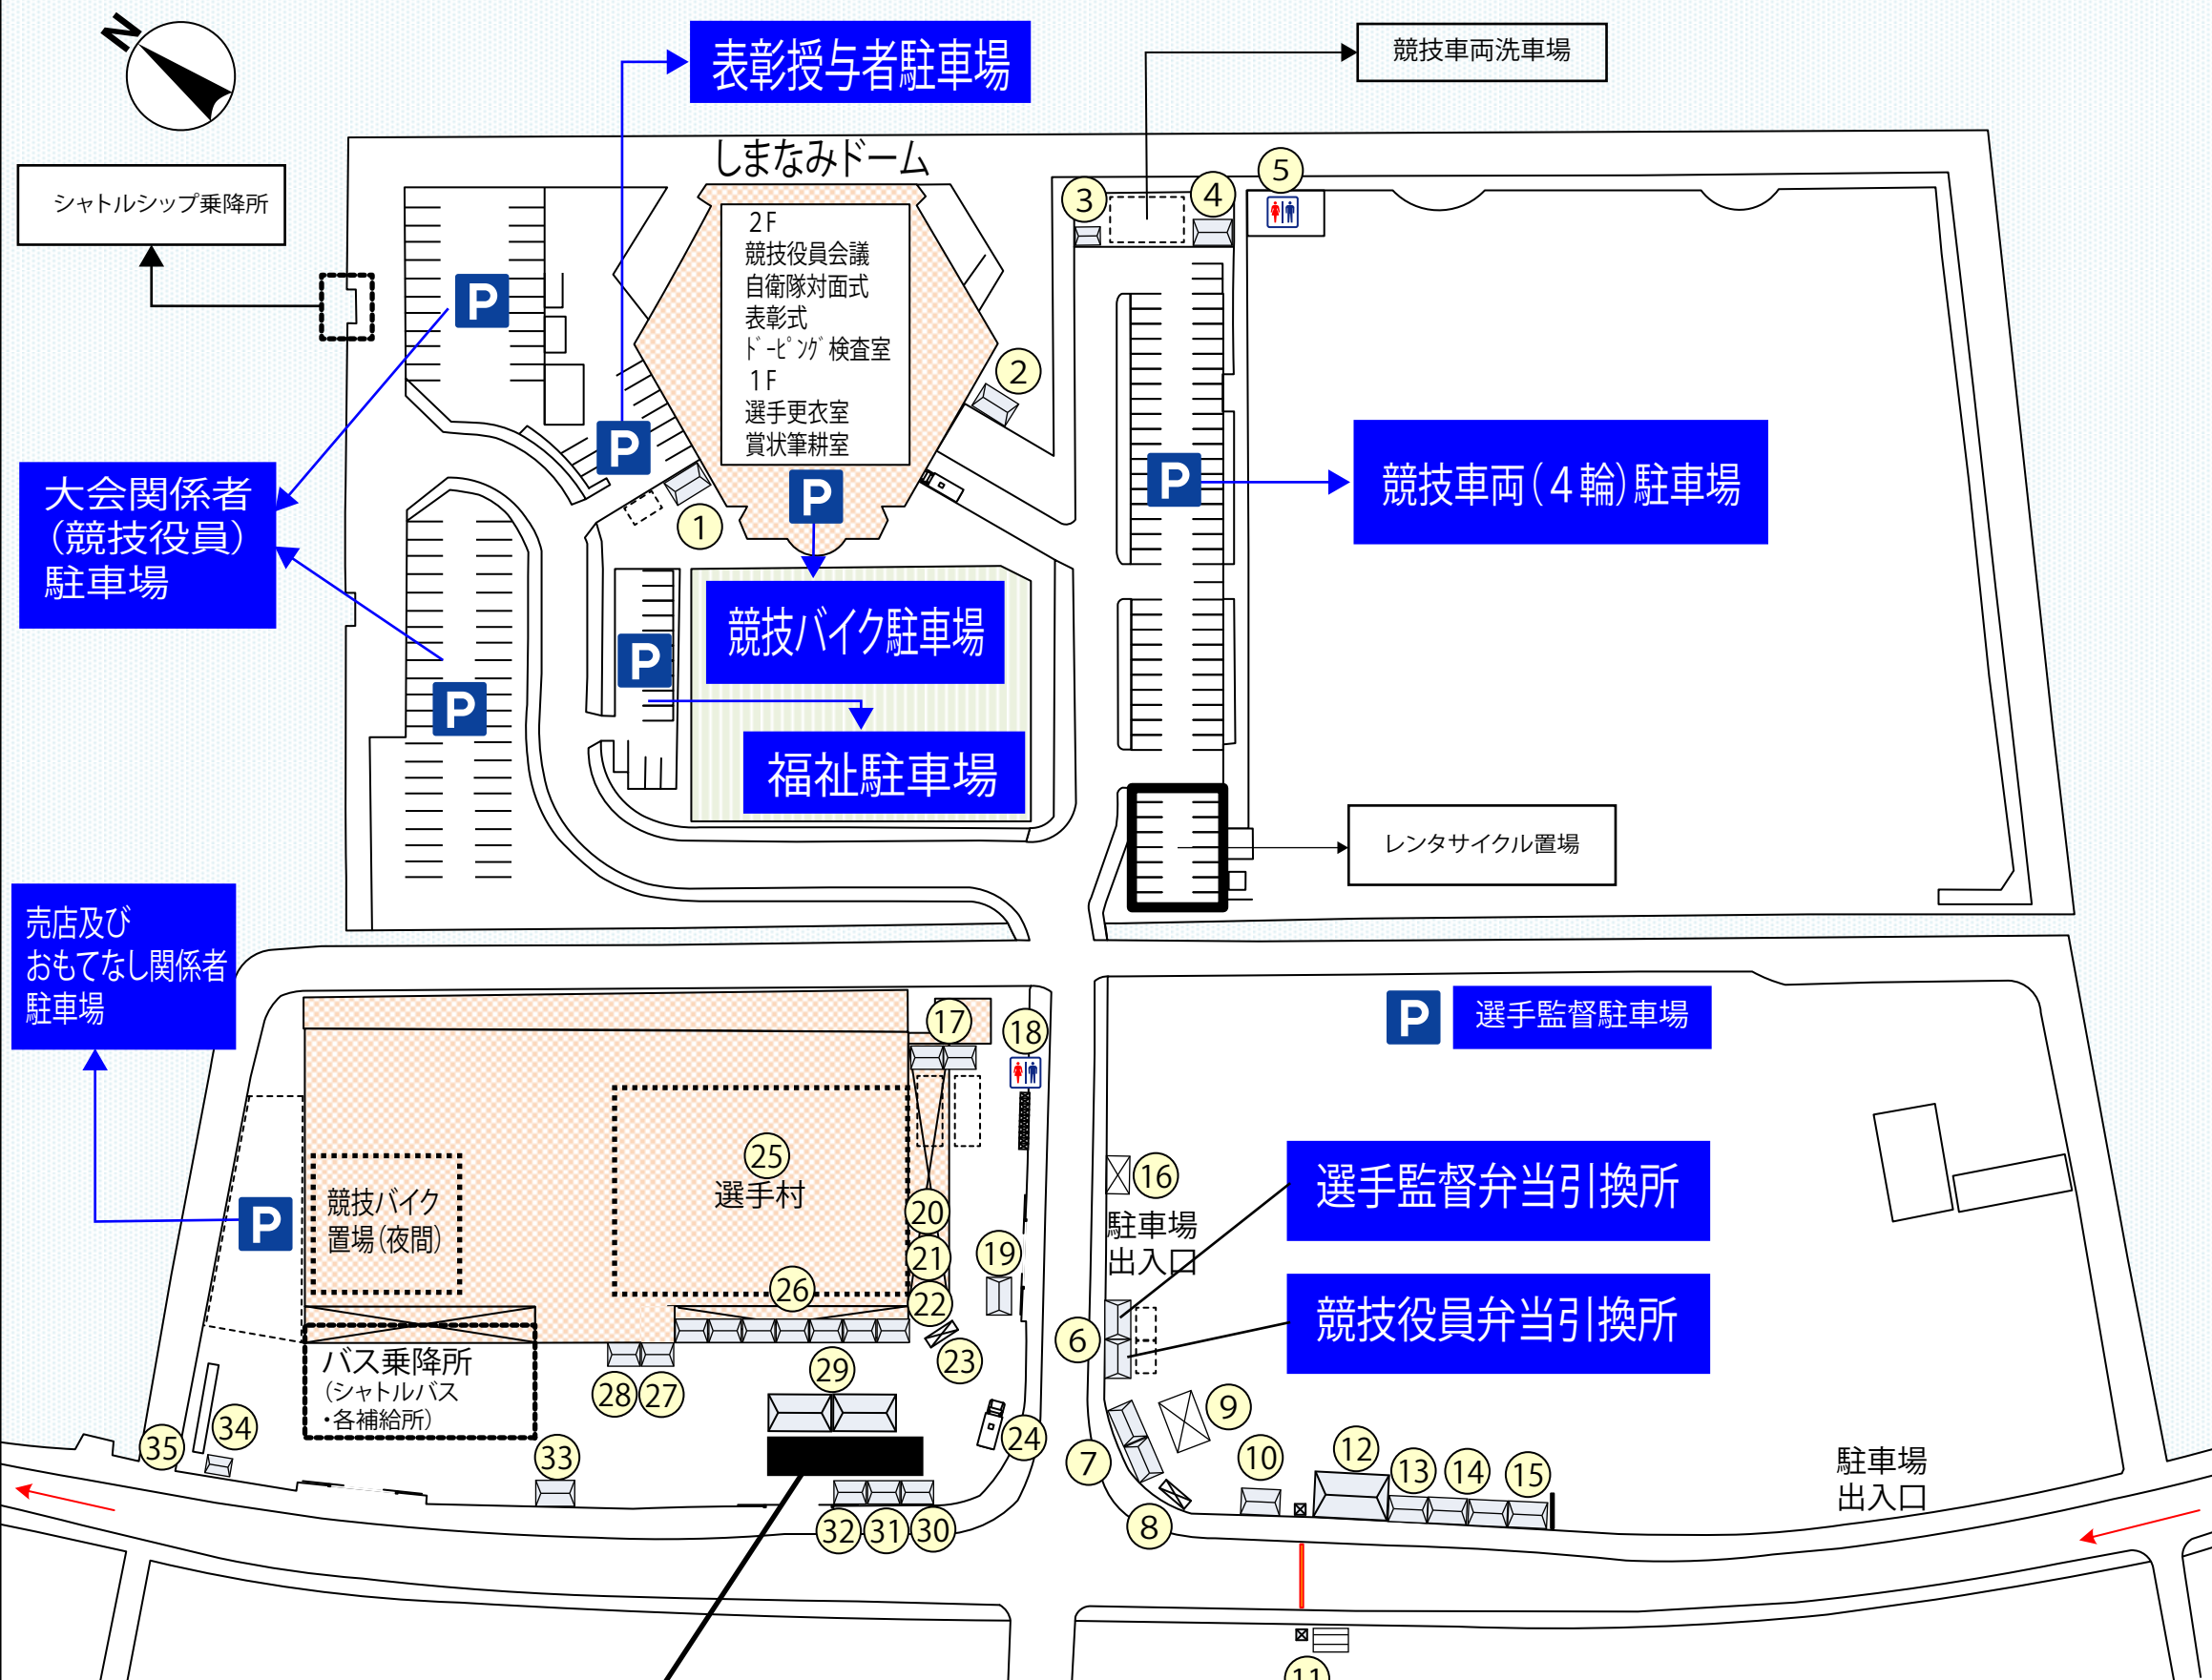 N
表彰授与者駐車場
競技車両洗車場
しまなみドーム
シャトルシップ乗降所
2F
競技役員会議
自衛隊対面式
表彰式
ﾄﾞｰﾋﾟﾝｸﾞ検査室
1F
選手更衣室
賞状筆耕室
3
4
5
P
2
P
1
P
P
大会関係者
（競技役員）
駐車場
競技車両（４輪）駐車場
競技バイク駐車場
P
P
福祉駐車場
レンタサイクル置場
売店及び
おもてなし関係者
駐車場
P
選手監督駐車場
17
18
25
選手村
競技バイク
置場（夜間）
P
20
21
22
19
26
16
駐車場
出入口
選手監督弁当引換所
競技役員弁当引換所
6
バス乗降所
（シャトルバス
・各補給所）
28
27
29
23
24
9
7
8
10
12
13
14
15
駐車場
出入口
35
34
33
32
31
30
11